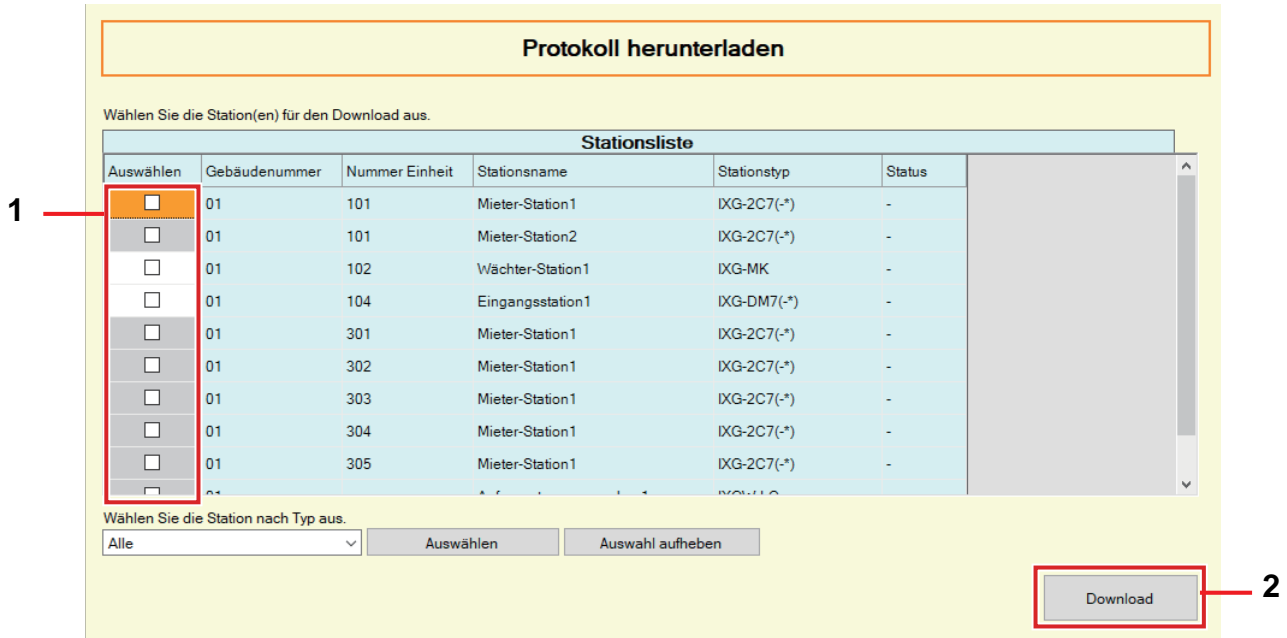 Protokoll herunterladen
Wählen Sie die Station(en) für den Download aus.
Stationsliste
Auswählen Gebäudenummer Nummer Einheit Stationsname Stationstyp Status
1
01 101 Mieter-Station1 IXG-2C7(-*) -
01 101 Mieter-Station2 IXG-2C7(-*) -
01 102 Wächter-Station1 IXG-MK -
01 104 Eingangsstation1 IXG-DM7(-*) -
01 301 Mieter-Station1 IXG-2C7(-*) -
01 302 Mieter-Station1 IXG-2C7(-*) -
01 303 Mieter-Station1 IXG-2C7(-*) -
01 304 Mieter-Station1 IXG-2C7(-*) -
01 305 Mieter-Station1 IXG-2C7(-*) -
01
Wählen Sie die Station nach Typ aus.
Alle Auswählen Auswahl aufheben
Download 2